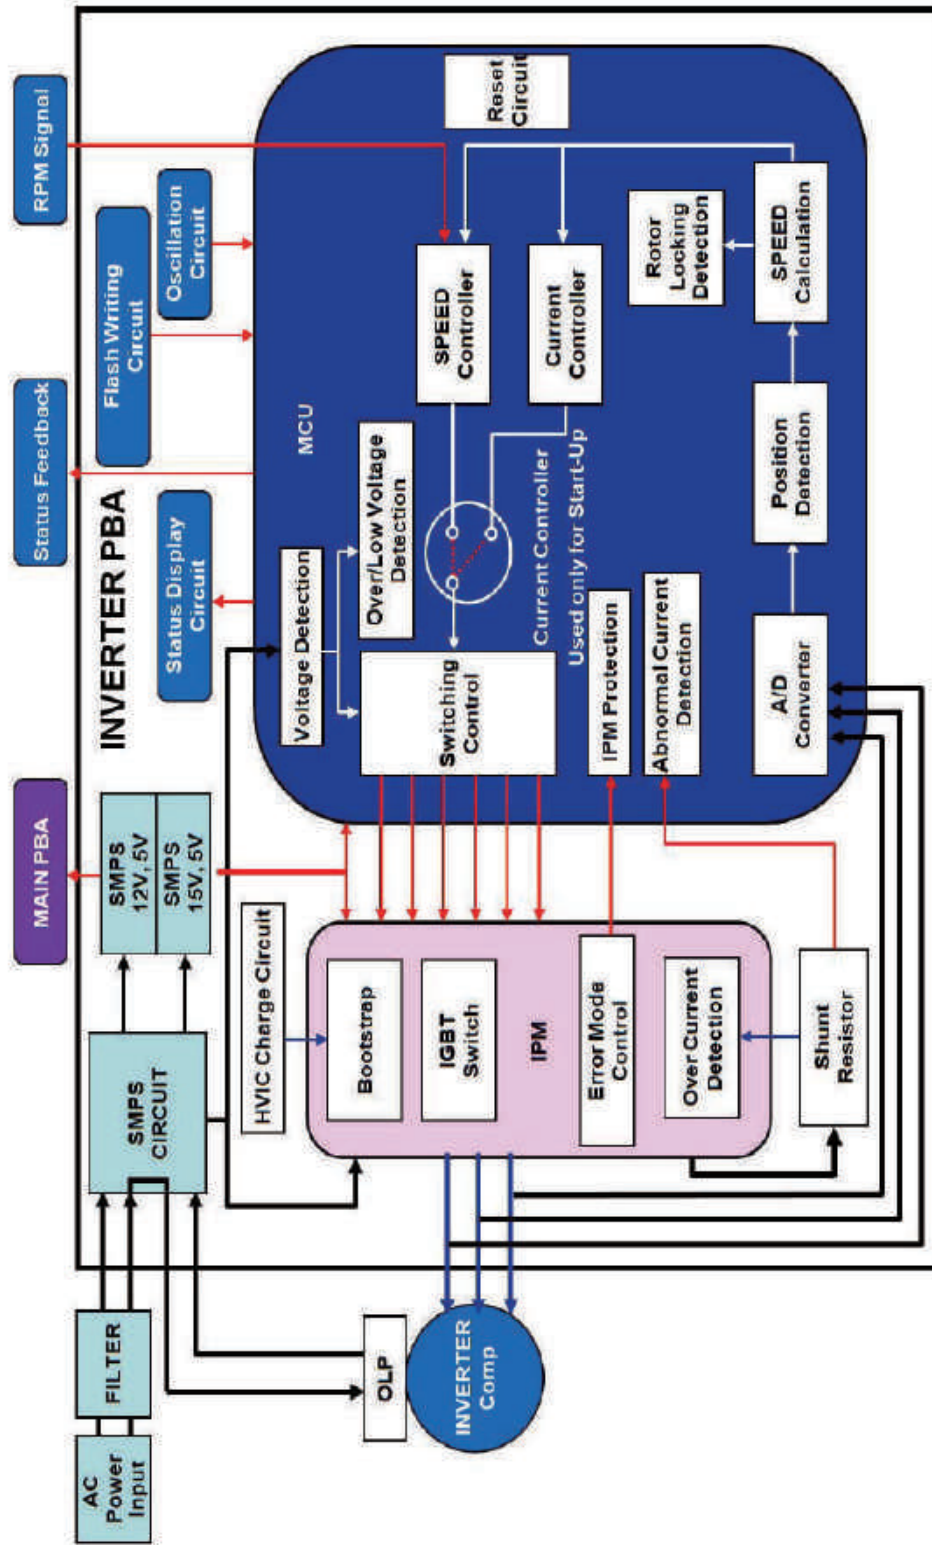 AC
Power
Input
FILTER
SMPS
CIRCUIT
SMPS
12V, 5V
SMPS
15V, 5V
MAIN PBA
INVERTER PBA
Status Display
Circuit
Status Feedback
Flash Writing
Circuit
Oscillation
Circuit
RPM Signal
OLP
INVERTER
Comp
HVIC Charge Circuit
Bootstrap
IGBT
Switch
IPM
Error Mode
Control
Over Current
Detection
Shunt
Resistor
MCU
Voltage Detection
Over/Low Voltage
Detection
Switching
Control
SPEED
Controller
Current
Controller
Reset
Circuit
Current Controller
Used only for Start-Up
IPM Protection
Abnormal Current
Detection
Rotor
Locking
Detection
A/D
Converter
Position
Detection
SPEED
Calculation